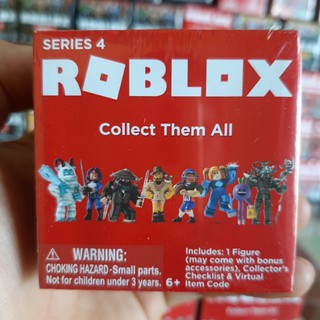 SERIES 4
ROBLOX
Collect Them All
WARNING:
CHOKING HAZARD-Small parts.
Not for children under 3 years. 6+
Includes: 1 Figure
(may come with bonus
accessories), Collector's
Checklist & Virtual
Item Code